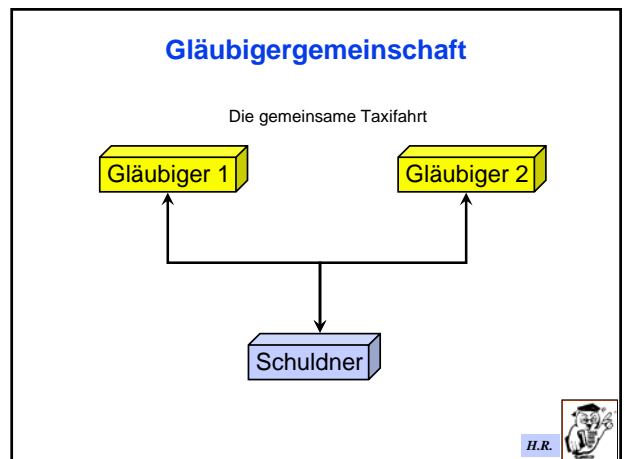 Gläubigergemeinschaft
Die gemeinsame Taxifahrt
Gläubiger 1
Gläubiger 2
Schuldner
H.R.